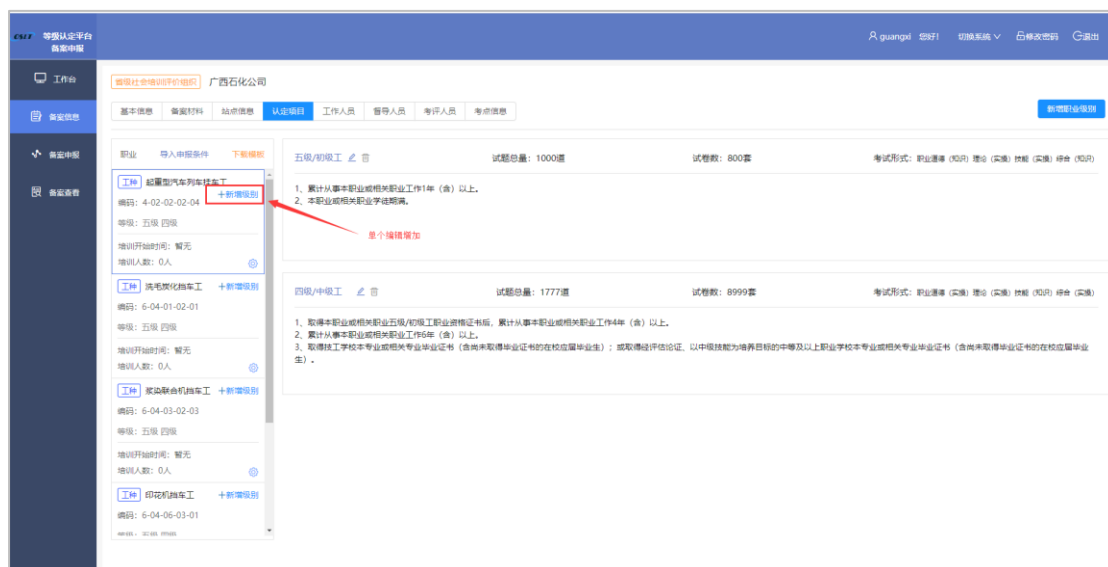 CSLT 等级认定平台
备案申报
guangxi 您好! 切换系统 修改密码 退出
工作台
备案信息
备案申报
备案查看
省级社会培训评价组织 广西石化公司
基本信息 备案材料 站点信息 认定项目 工作人员 督导人员 考评人员 考点信息
新增职业级别
职业 导入申报条件 下载模板
工种 起重型汽车列车挂车工
+新增级别
编码: 4-02-02-02-04
等级: 五级 四级
培训开始时间: 暂无
培训人数: 0人
工种 洗毛炭化挡车工 +新增级别
编码: 6-04-01-02-01
等级: 五级 四级
培训开始时间: 暂无
培训人数: 0人
工种 浆染联合机挡车工 +新增级别
编码: 6-04-03-02-03
等级: 五级 四级
培训开始时间: 暂无
培训人数: 0人
工种 印花机挡车工 +新增级别
编码: 6-04-06-03-01
等级: 五级 四级
五级/初级工 试题总量: 1000道 试卷数: 800套 考试形式: 职业道德 (知识) 理论 (实操) 技能 (实操) 综合 (知识)
1、累计从事本职业或相关职业工作1年（含）以上。
2、本职业或相关职业学徒期满。
单个编辑增加
四级/中级工 试题总量: 1777道 试卷数: 8999套 考试形式: 职业道德 (实操) 理论 (实操) 技能 (知识) 综合 (实操)
1、取得本职业或相关职业五级/初级工职业资格证书后，累计从事本职业或相关职业工作4年（含）以上。
2、累计从事本职业或相关职业工作6年（含）以上。
3、取得技工学校本专业或相关专业毕业证书（含尚未取得毕业证书的在校应届毕业生）；或取得经评估论证、以中级技能为培养目标的中等及以上职业学校本专业或相关专业毕业证书（含尚未取得毕业证书的在校应届毕业
生）。